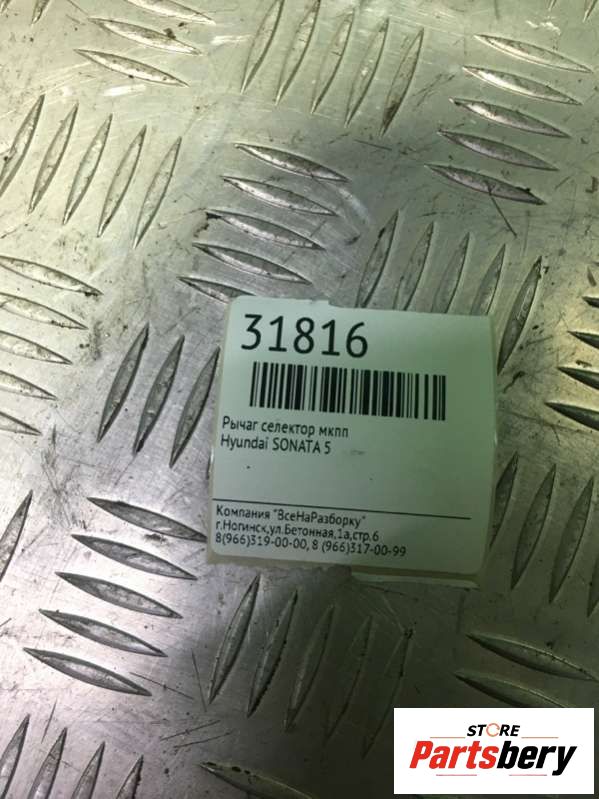 31816
Рычаг селектор мкпп
Hyundai SONATA 5
Компания "ВсеНаРазборку"
г.Ногинск,ул.Бетонная,1а,стр.6
8(966)319-00-00, 8 (966)317-00-99
STORE
Partsbery